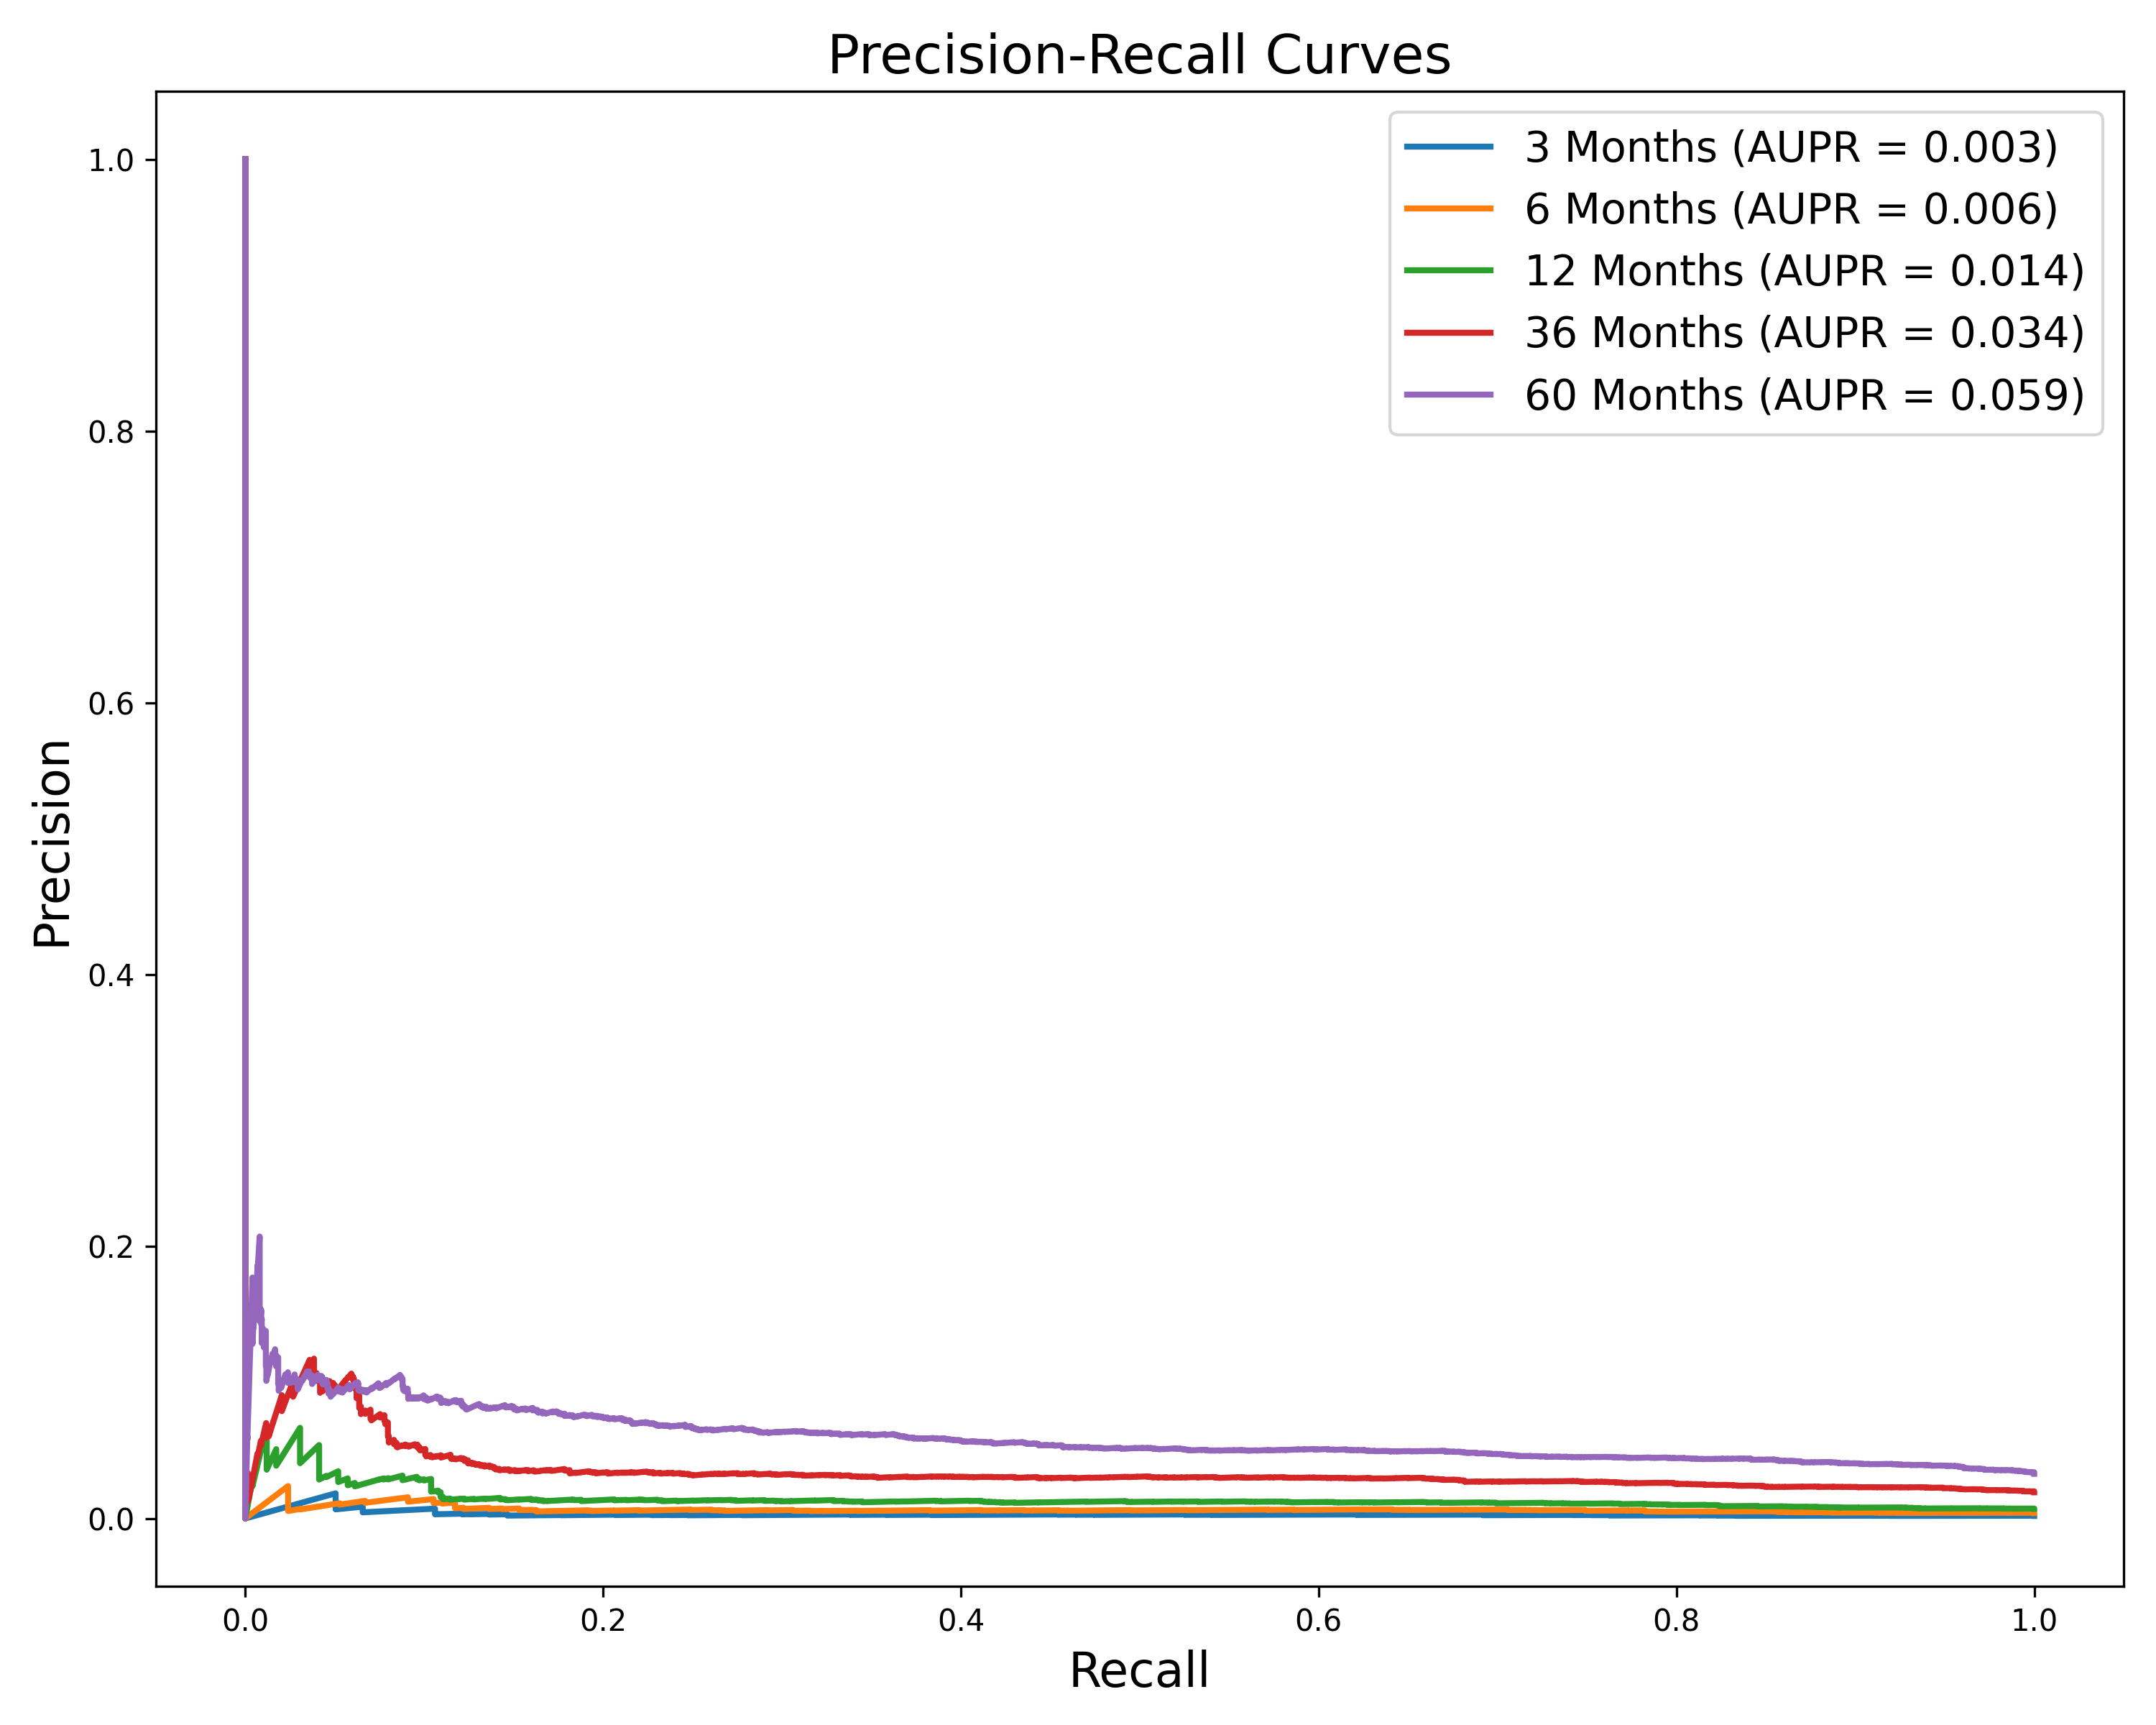 Precision-Recall Curves
3 Months (AUPR = 0.003)
6 Months (AUPR = 0.006)
12 Months (AUPR = 0.014)
36 Months (AUPR = 0.034)
60 Months (AUPR = 0.059)
Precision
1.0
0.8
0.6
0.4
0.2
0.0
0.0 0.2 0.4 0.6 0.8 1.0
Recall